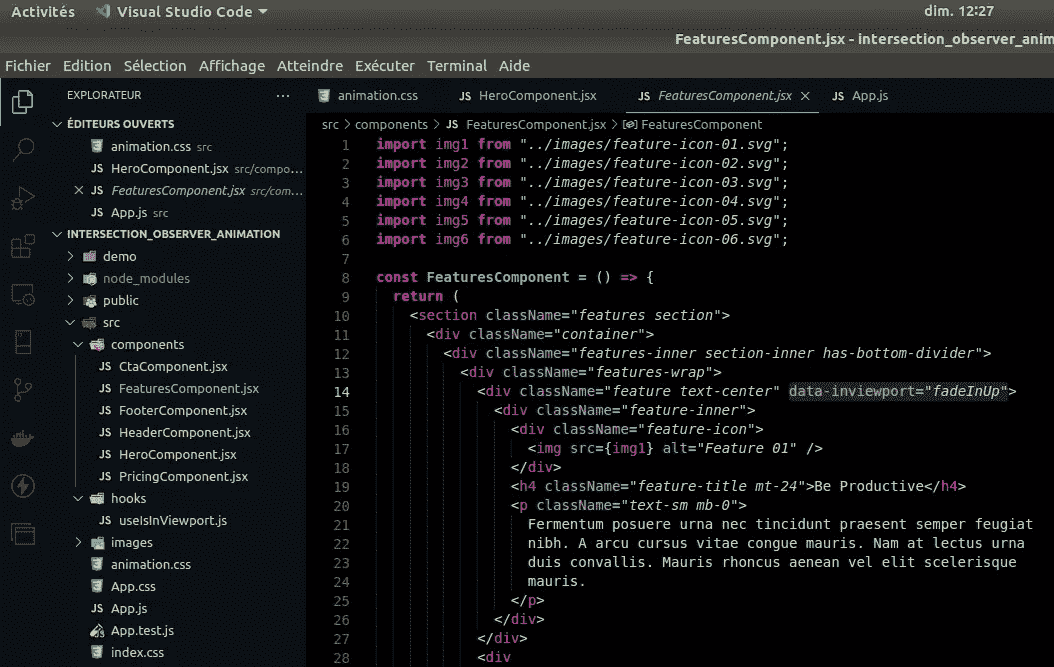 Activités Visual Studio Code dim. 12:27
FeaturesComponent.jsx - intersection_observer_anim
Fichier Edition Sélection Affichage Atteindre Exécuter Terminal Aide
EXPLORATEUR ...
ÉDITEURS OUVERTS
animation.css src
HeroComponent.jsx src/compo...
FeaturesComponent.jsx src/com...
App.js src
INTERSECTION_OBSERVER_ANIMATION
demo
node_modules
public
src
components
JS CtaComponent.jsx
JS FeaturesComponent.jsx
JS FooterComponent.jsx
JS HeaderComponent.jsx
JS HeroComponent.jsx
JS PricingComponent.jsx
hooks
JS useIsInViewport.js
images
animation.css
App.css
JS App.js
App.test.js
index.css
animation.css JS HeroComponent.jsx JS FeaturesComponent.jsx JS App.js
src > components > JS FeaturesComponent.jsx > FeaturesComponent
1 import img1 from "../images/feature-icon-01.svg";
2 import img2 from "../images/feature-icon-02.svg";
3 import img3 from "../images/feature-icon-03.svg";
4 import img4 from "../images/feature-icon-04.svg";
5 import img5 from "../images/feature-icon-05.svg";
6 import img6 from "../images/feature-icon-06.svg";
7
8 const FeaturesComponent = () => {
9 return (
10 <section className="features section">
11 <div className="container">
12 <div className="features-inner section-inner has-bottom-divider">
13 <div className="features-wrap">
14 <div className="feature text-center" data-inviewport="fadeInUp">
15 <div className="feature-inner">
16 <div className="feature-icon">
17 <img src={img1} alt="Feature 01" />
18 </div>
19 <h4 className="feature-title mt-24">Be Productive</h4>
20 <p className="text-sm mb-0">
21 Fermentum posuere urna nec tincidunt praesent semper feugiat
22 nibh. A arcu cursus vitae congue mauris. Nam at lectus urna
23 duis convallis. Mauris rhoncus aenean vel elit scelerisque
24 mauris.
25 </p>
26 </div>
27 </div>
28 <div